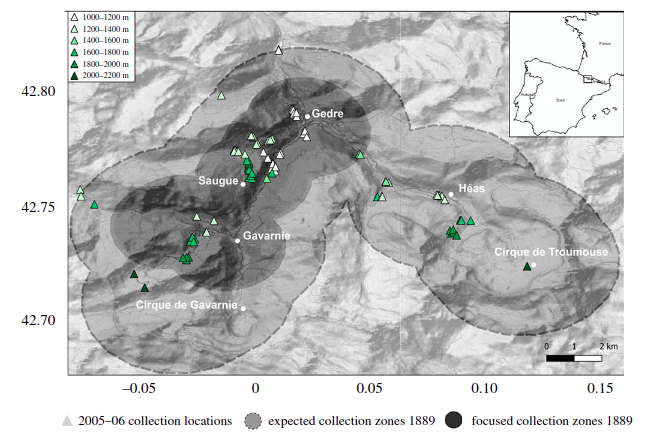 1000–1200 m
1200–1400 m
1400–1600 m
1600–1800 m
1800–2000 m
2000–2200 m
France
Spain
42.80
42.75
42.70
Gedre
Saugue
Héas
Gavarnie
Cirque de Troumouse
Cirque de Gavarnie
0 1 2 km
–0.05 0 0.05 0.10 0.15
2005–06 collection locations expected collection zones 1889 focused collection zones 1889